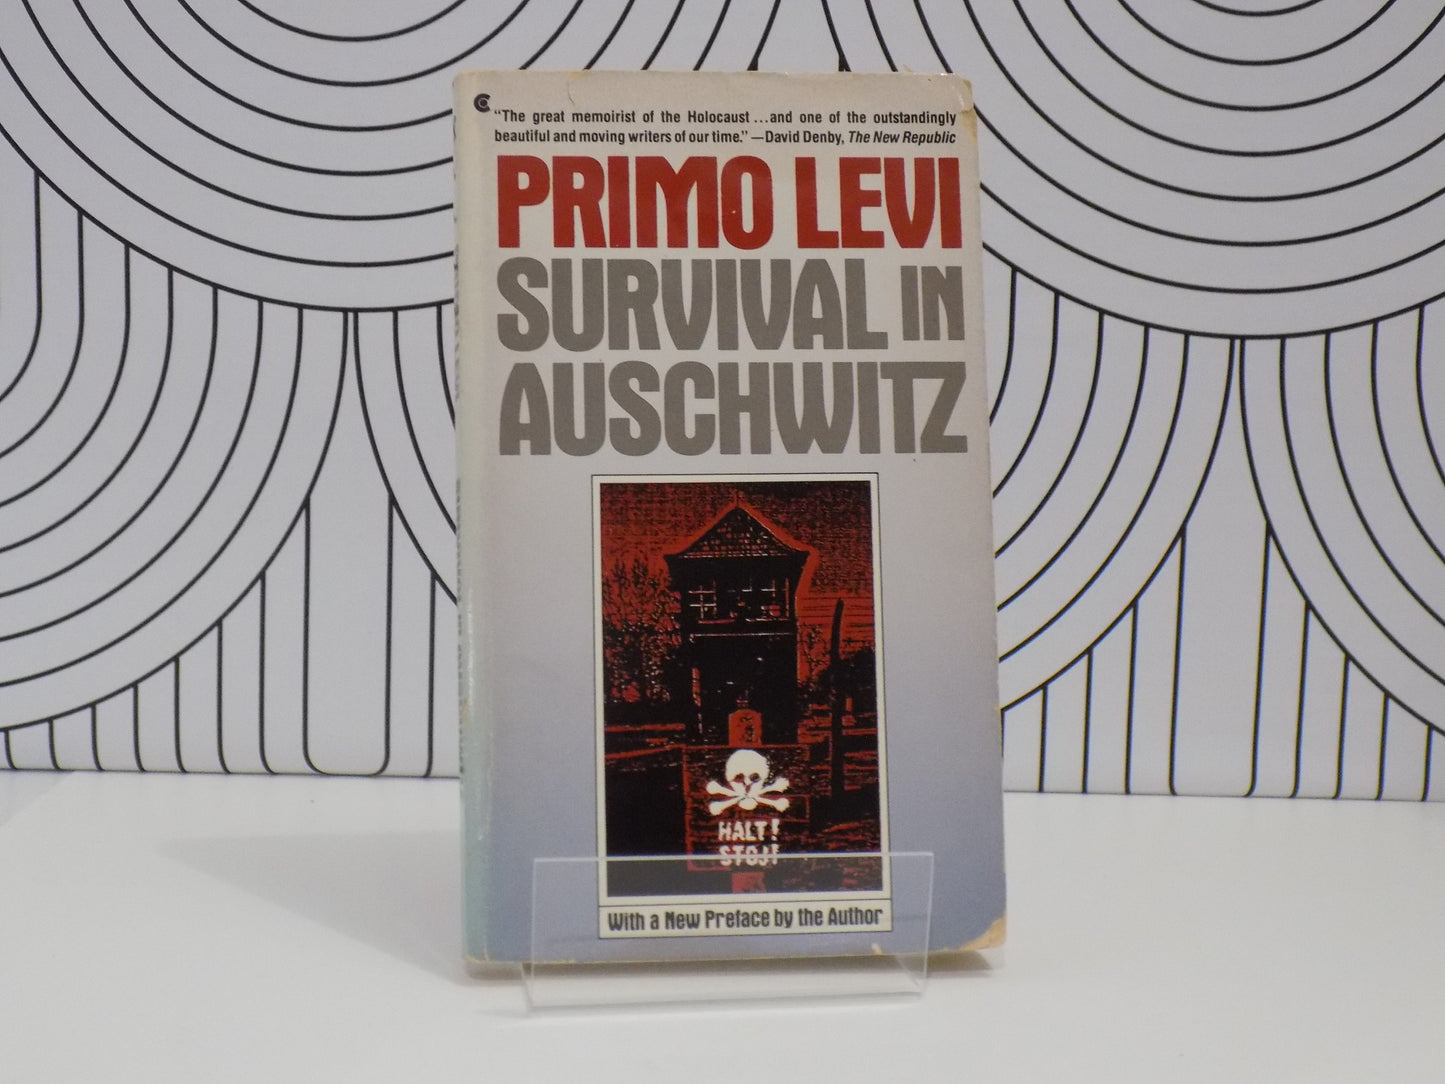 "The great memoirist of the Holocaust ...and one of the outstandingly
beautiful and moving writers of our time." —David Denby, The New Republic
PRIMO LEVI
SURVIVAL IN
AUSCHWITZ
HALT!
STOJ!
With a New Preface by the Author